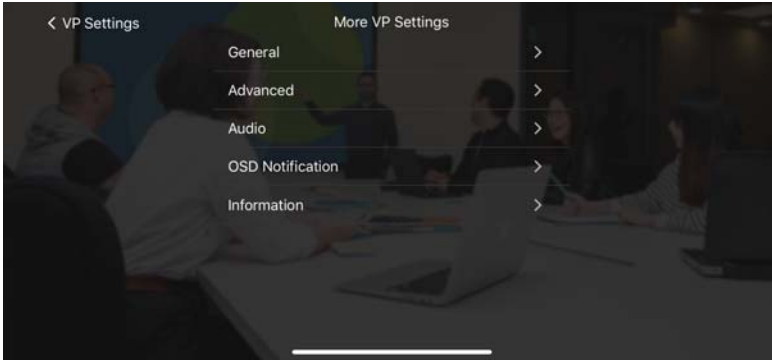 VP Settings
More VP Settings
General
Advanced
Audio
OSD Notification
Information